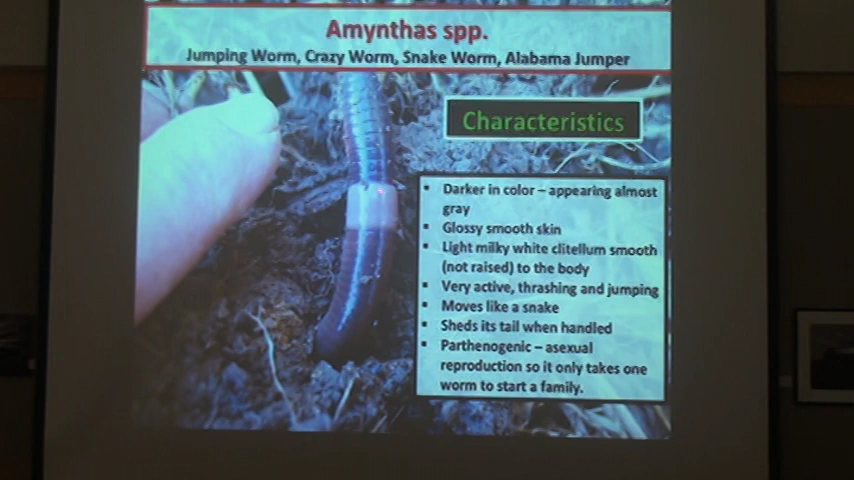 Amynthas spp.
Jumping Worm, Crazy Worm, Snake Worm, Alabama Jumper
Characteristics
▪ Darker in color – appearing almost
gray
▪ Glossy smooth skin
▪ Light milky white clitellum smooth
(not raised) to the body
▪ Very active, thrashing and jumping
▪ Moves like a snake
▪ Sheds its tail when handled
▪ Parthenogenic – asexual
reproduction so it only takes one
worm to start a family.